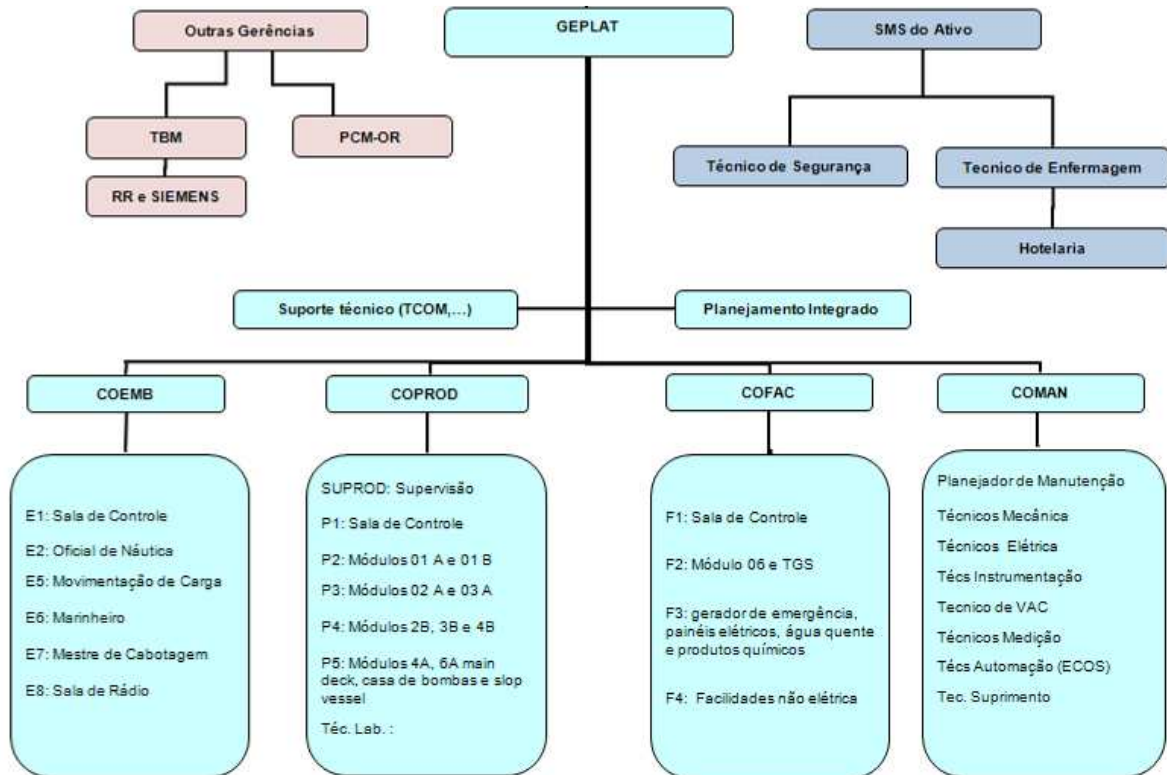 Outras Gerências
GEPLAT
SMS do Ativo
TBM
PCM-OR
RR e SIEMENS
Técnico de Segurança
Tecnico de Enfermagem
Hotelaria
Suporte técnico (TCOM,...)
Planejamento Integrado
COEMB
COPROD
COFAC
COMAN
E1: Sala de Controle
E2: Oficial de Náutica
E5: Movimentação de Carga
E6: Marinheiro
E7: Mestre de Cabotagem
E8: Sala de Rádio
SUPROD: Supervisão
P1: Sala de Controle
P2: Módulos 01 A e 01 B
P3: Módulos 02 A e 03 A
P4: Módulos 2B, 3B e 4B
P5: Módulos 4A, 6A main
deck, casa de bombas e slop
vessel
Téc. Lab. :
F1: Sala de Controle
F2: Módulo 06 e TGS
F3: gerador de emergência,
painéis elétricos, água quente
e produtos químicos
F4: Facilidades não elétrica
Planejador de Manutenção
Técnicos Mecânica
Técnicos Elétrica
Técs Instrumentação
Tecnico de VAC
Técnicos Medição
Técs Automação (ECOS)
Tec. Suprimento